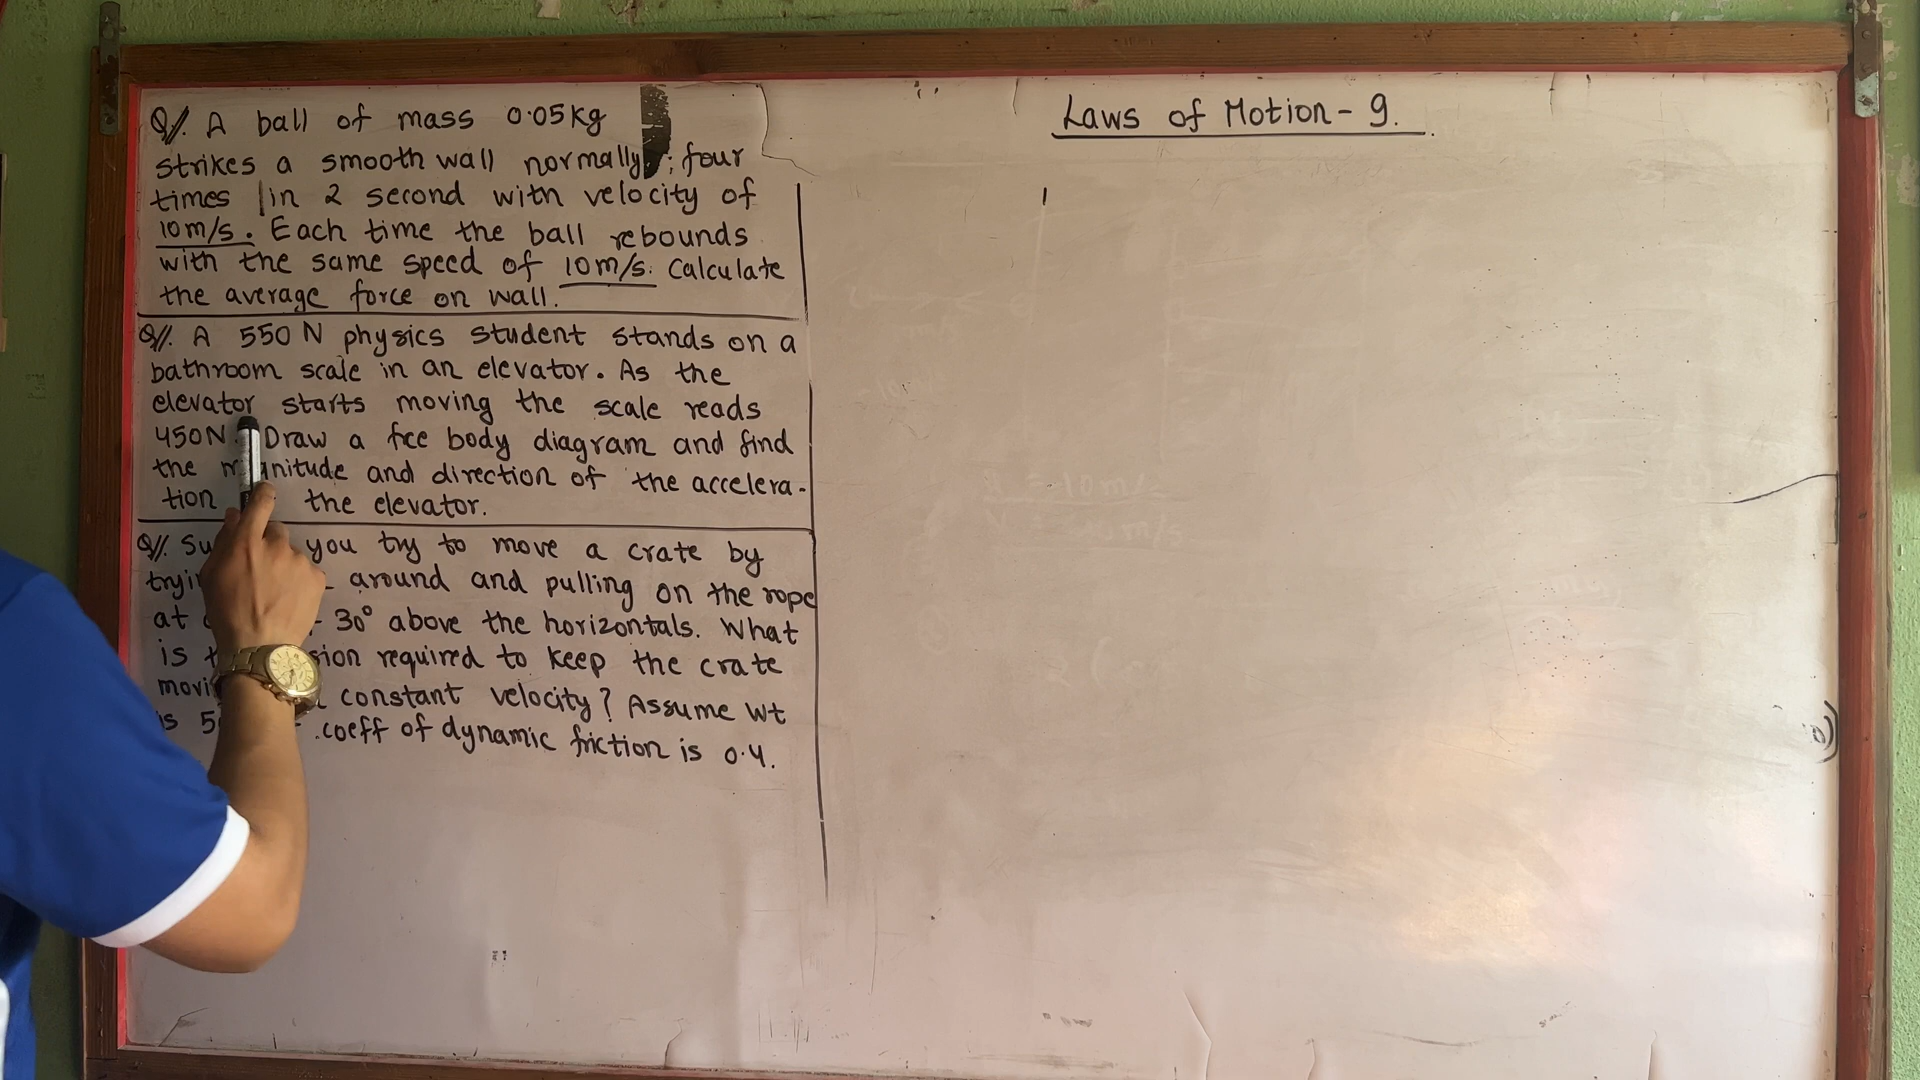 Q//. A ball of mass 0.05kg
strikes a smooth wall normally; four
times in 2 second with velocity of
10m/s. Each time the ball rebounds
with the same speed of 10m/s. Calculate
the average force on wall.
Q//. A 550 N physics student stands on a
bathroom scale in an elevator. As the
elevator starts moving the scale reads
450N. Draw a fee body diagram and find
the nitude and direction of the accelera-
tion the elevator.
Q//. Su you try to move a crate by
around and pulling on the rope
at 30° above the horizontals. What
is required to keep the crate
constant velocity? Assume wt
is coeff of dynamic friction is 0.4.
Laws of Motion - 9.